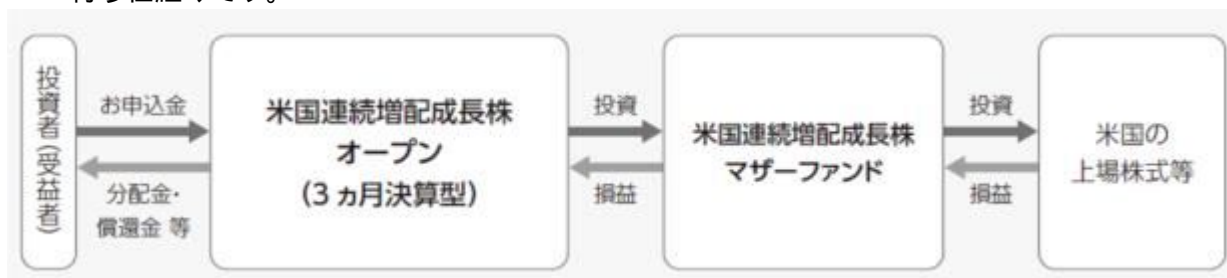 投資者(受益者)
お申込金
分配金・
償還金 等
米国連続増配成長株
オープン
(3ヵ月決算型)
投資
損益
米国連続増配成長株
マザーファンド
投資
損益
米国の
上場株式等